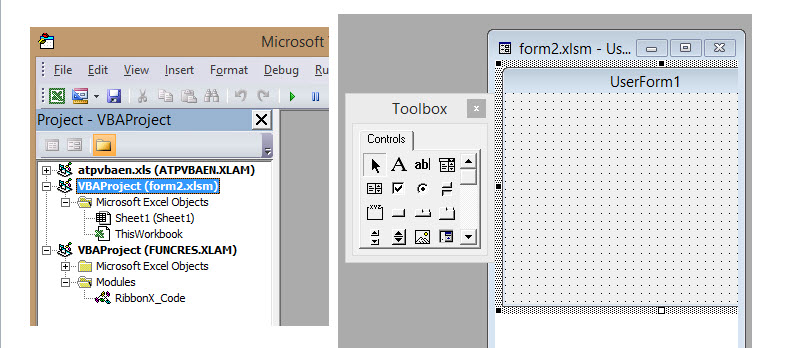 Microsoft
File Edit View Insert Format Debug Ru
Project - VBAProject
atpvbaen.xls (ATPVBAEN.XLAM)
VBAProject (form2.xlsm)
Microsoft Excel Objects
Sheet1 (Sheet1)
ThisWorkbook
VBAProject (FUNCRES.XLAM)
Microsoft Excel Objects
Modules
RibbonX_Code
form2.xlsm - Us...
UserForm1
Toolbox
Controls
A ab|
xyz